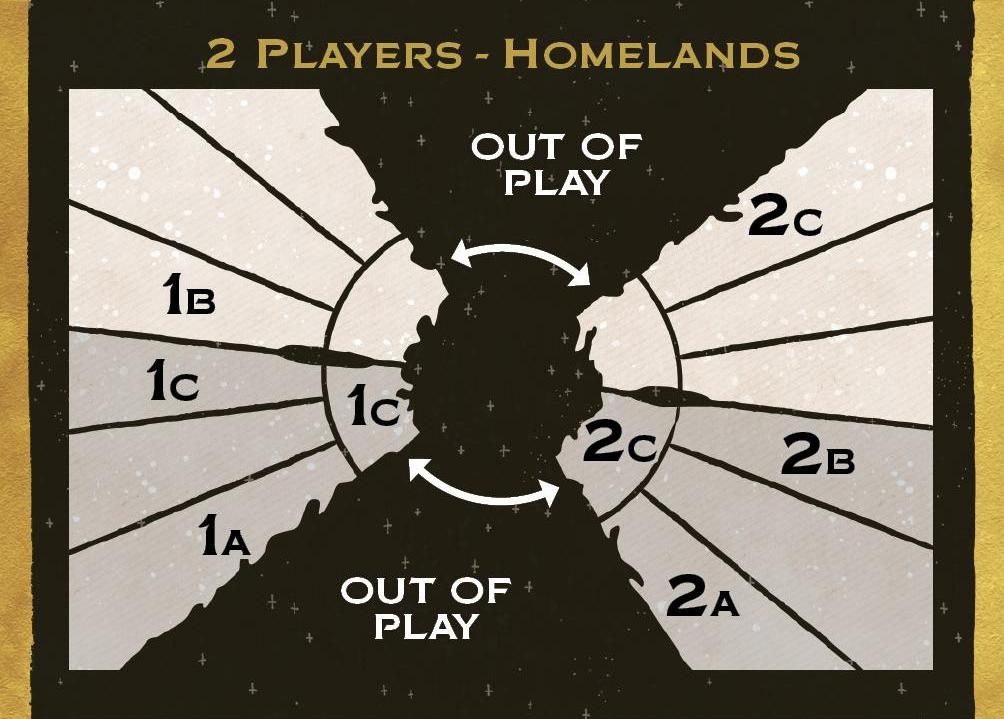 2 PLAYERS - HOMELANDS
OUT OF
PLAY
2C
1B
1C
1C
2C
2B
1A
2A
OUT OF
PLAY